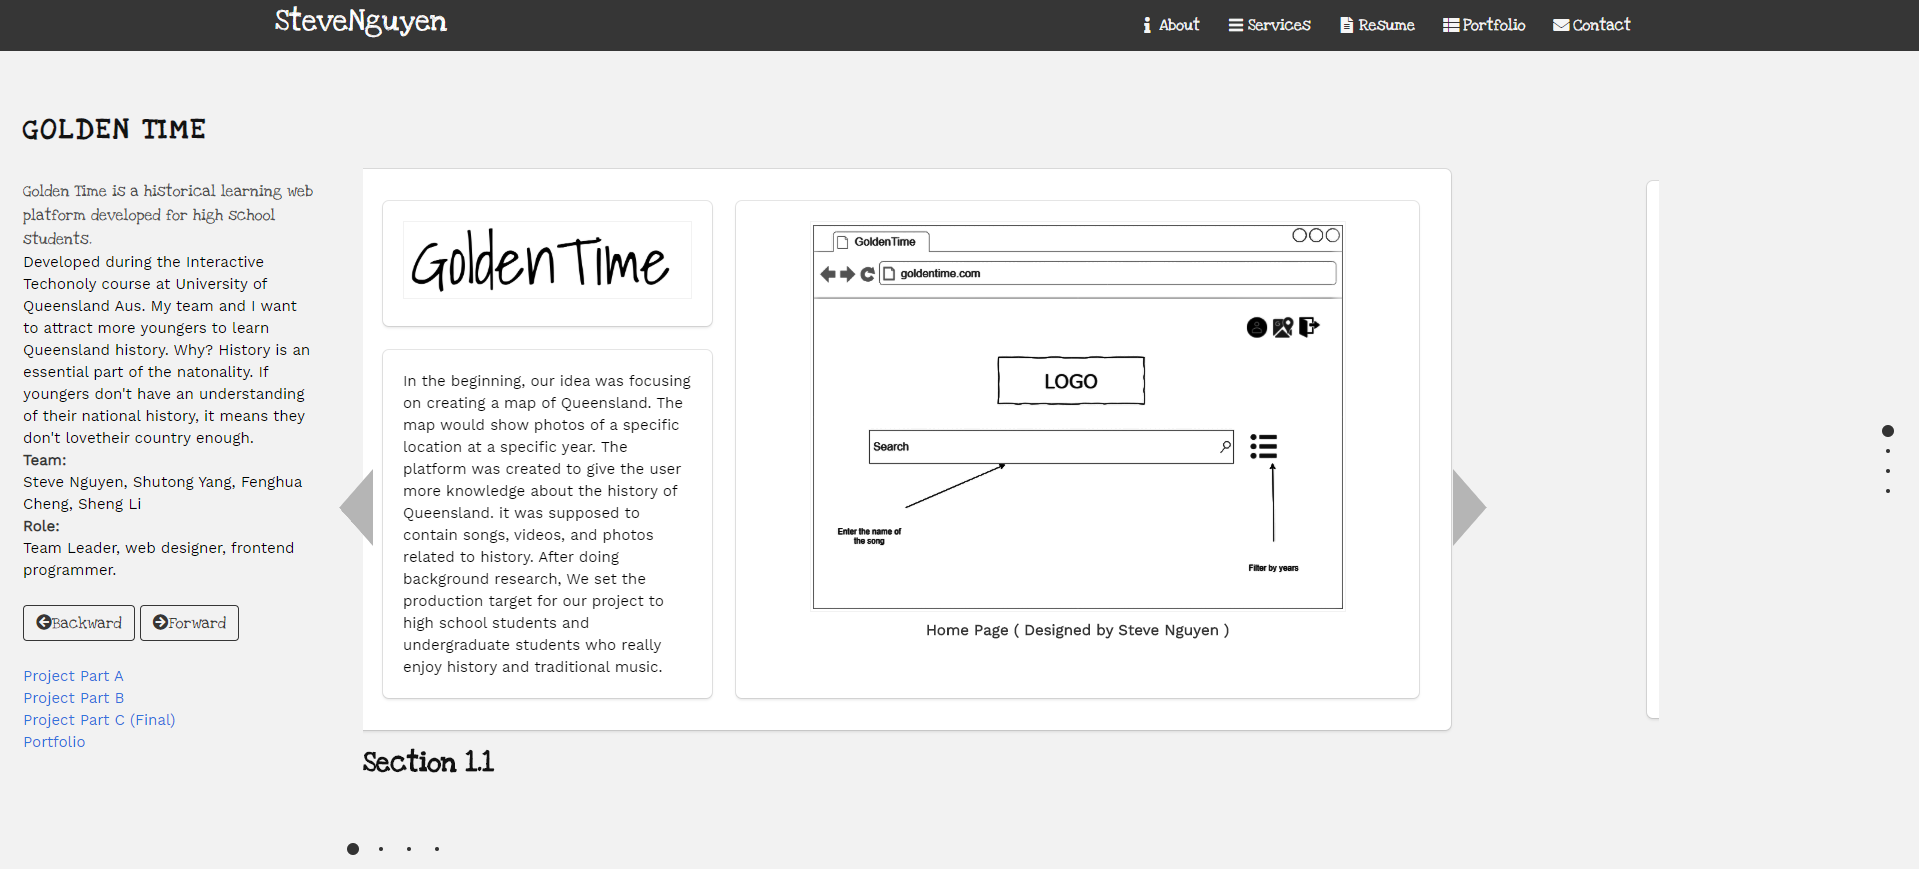 SteveNguyen
About
Services
Resume
Portfolio
Contact
GOLDEN TIME
Golden Time is a historical learning web
platform developed for high school
students.
Developed during the Interactive
Techonoly course at University of
Queensland Aus. My team and I want
to attract more youngers to learn
Queensland history. Why? History is an
essential part of the natonality. If
youngers don't have an understanding
of their national history, it means they
don't lovetheir country enough.
Team:
Steve Nguyen, Shutong Yang, Fenghua
Cheng, Sheng Li
Role:
Team Leader, web designer, frontend
programmer.
Backward
Forward
Project Part A
Project Part B
Project Part C (Final)
Portfolio
Golden Time
In the beginning, our idea was focusing
on creating a map of Queensland. The
map would show photos of a specific
location at a specific year. The
platform was created to give the user
more knowledge about the history of
Queensland. it was supposed to
contain songs, videos, and photos
related to history. After doing
background research, We set the
production target for our project to
high school students and
undergraduate students who really
enjoy history and traditional music.
GoldenTime
goldentime.com
LOGO
Search
Enter the name of
the song
Filter by years
Home Page ( Designed by Steve Nguyen )
Section 1.1